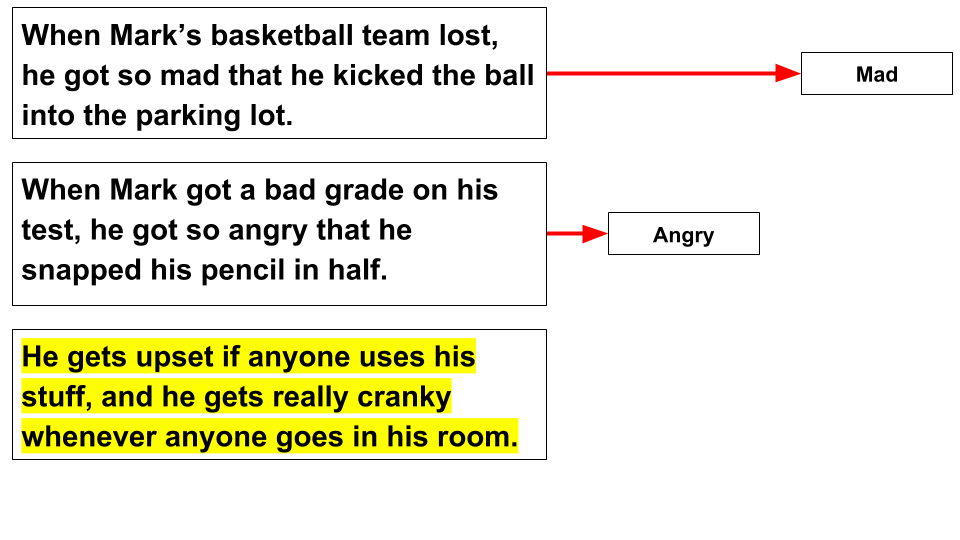 When Mark’s basketball team lost,
he got so mad that he kicked the ball
into the parking lot.
Mad
When Mark got a bad grade on his
test, he got so angry that he
snapped his pencil in half.
Angry
He gets upset if anyone uses his
stuff, and he gets really cranky
whenever anyone goes in his room.